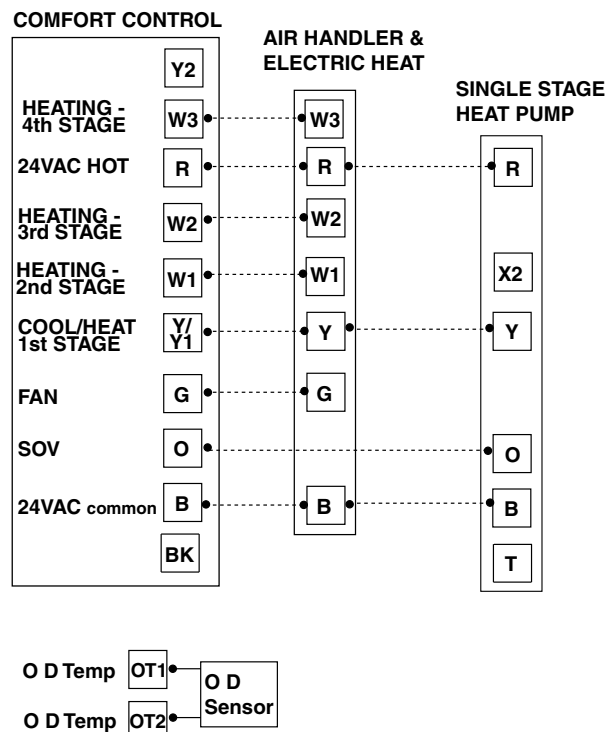 COMFORT CONTROL
AIR HANDLER &
ELECTRIC HEAT
SINGLE STAGE
HEAT PUMP
Y2
HEATING -
4th STAGE
W3
W3
24VAC HOT
R
R
R
HEATING -
3rd STAGE
W2
W2
HEATING -
2nd STAGE
W1
W1
X2
COOL/HEAT
1st STAGE
Y/
Y1
Y
Y
FAN
G
G
SOV
O
O
24VAC common
B
B
B
BK
T
O D Temp
OT1
O D Temp
OT2
O D
Sensor